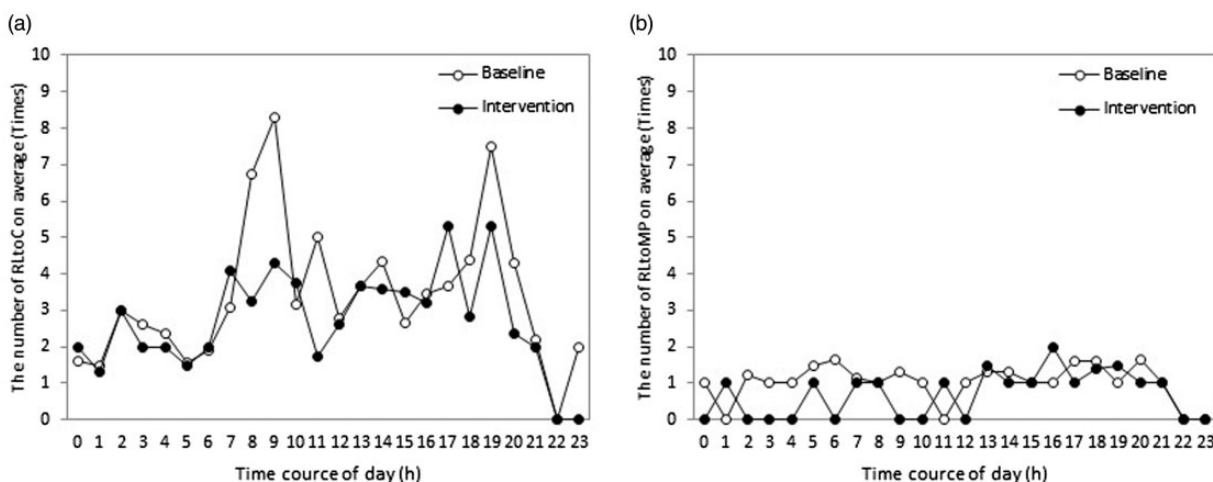 (a)
The number of RLtoC on average (Times)
10
9
8
7
6
5
4
3
2
1
0
Baseline
Intervention
0 1 2 3 4 5 6 7 8 9 10 11 12 13 14 15 16 17 18 19 20 21 22 23
Time cource of day (h)
(b)
The number of RLtoMP on average (Times)
10
9
8
7
6
5
4
3
2
1
0
Baseline
Intervention
0 1 2 3 4 5 6 7 8 9 10 11 12 13 14 15 16 17 18 19 20 21 22 23
Time cource of day (h)